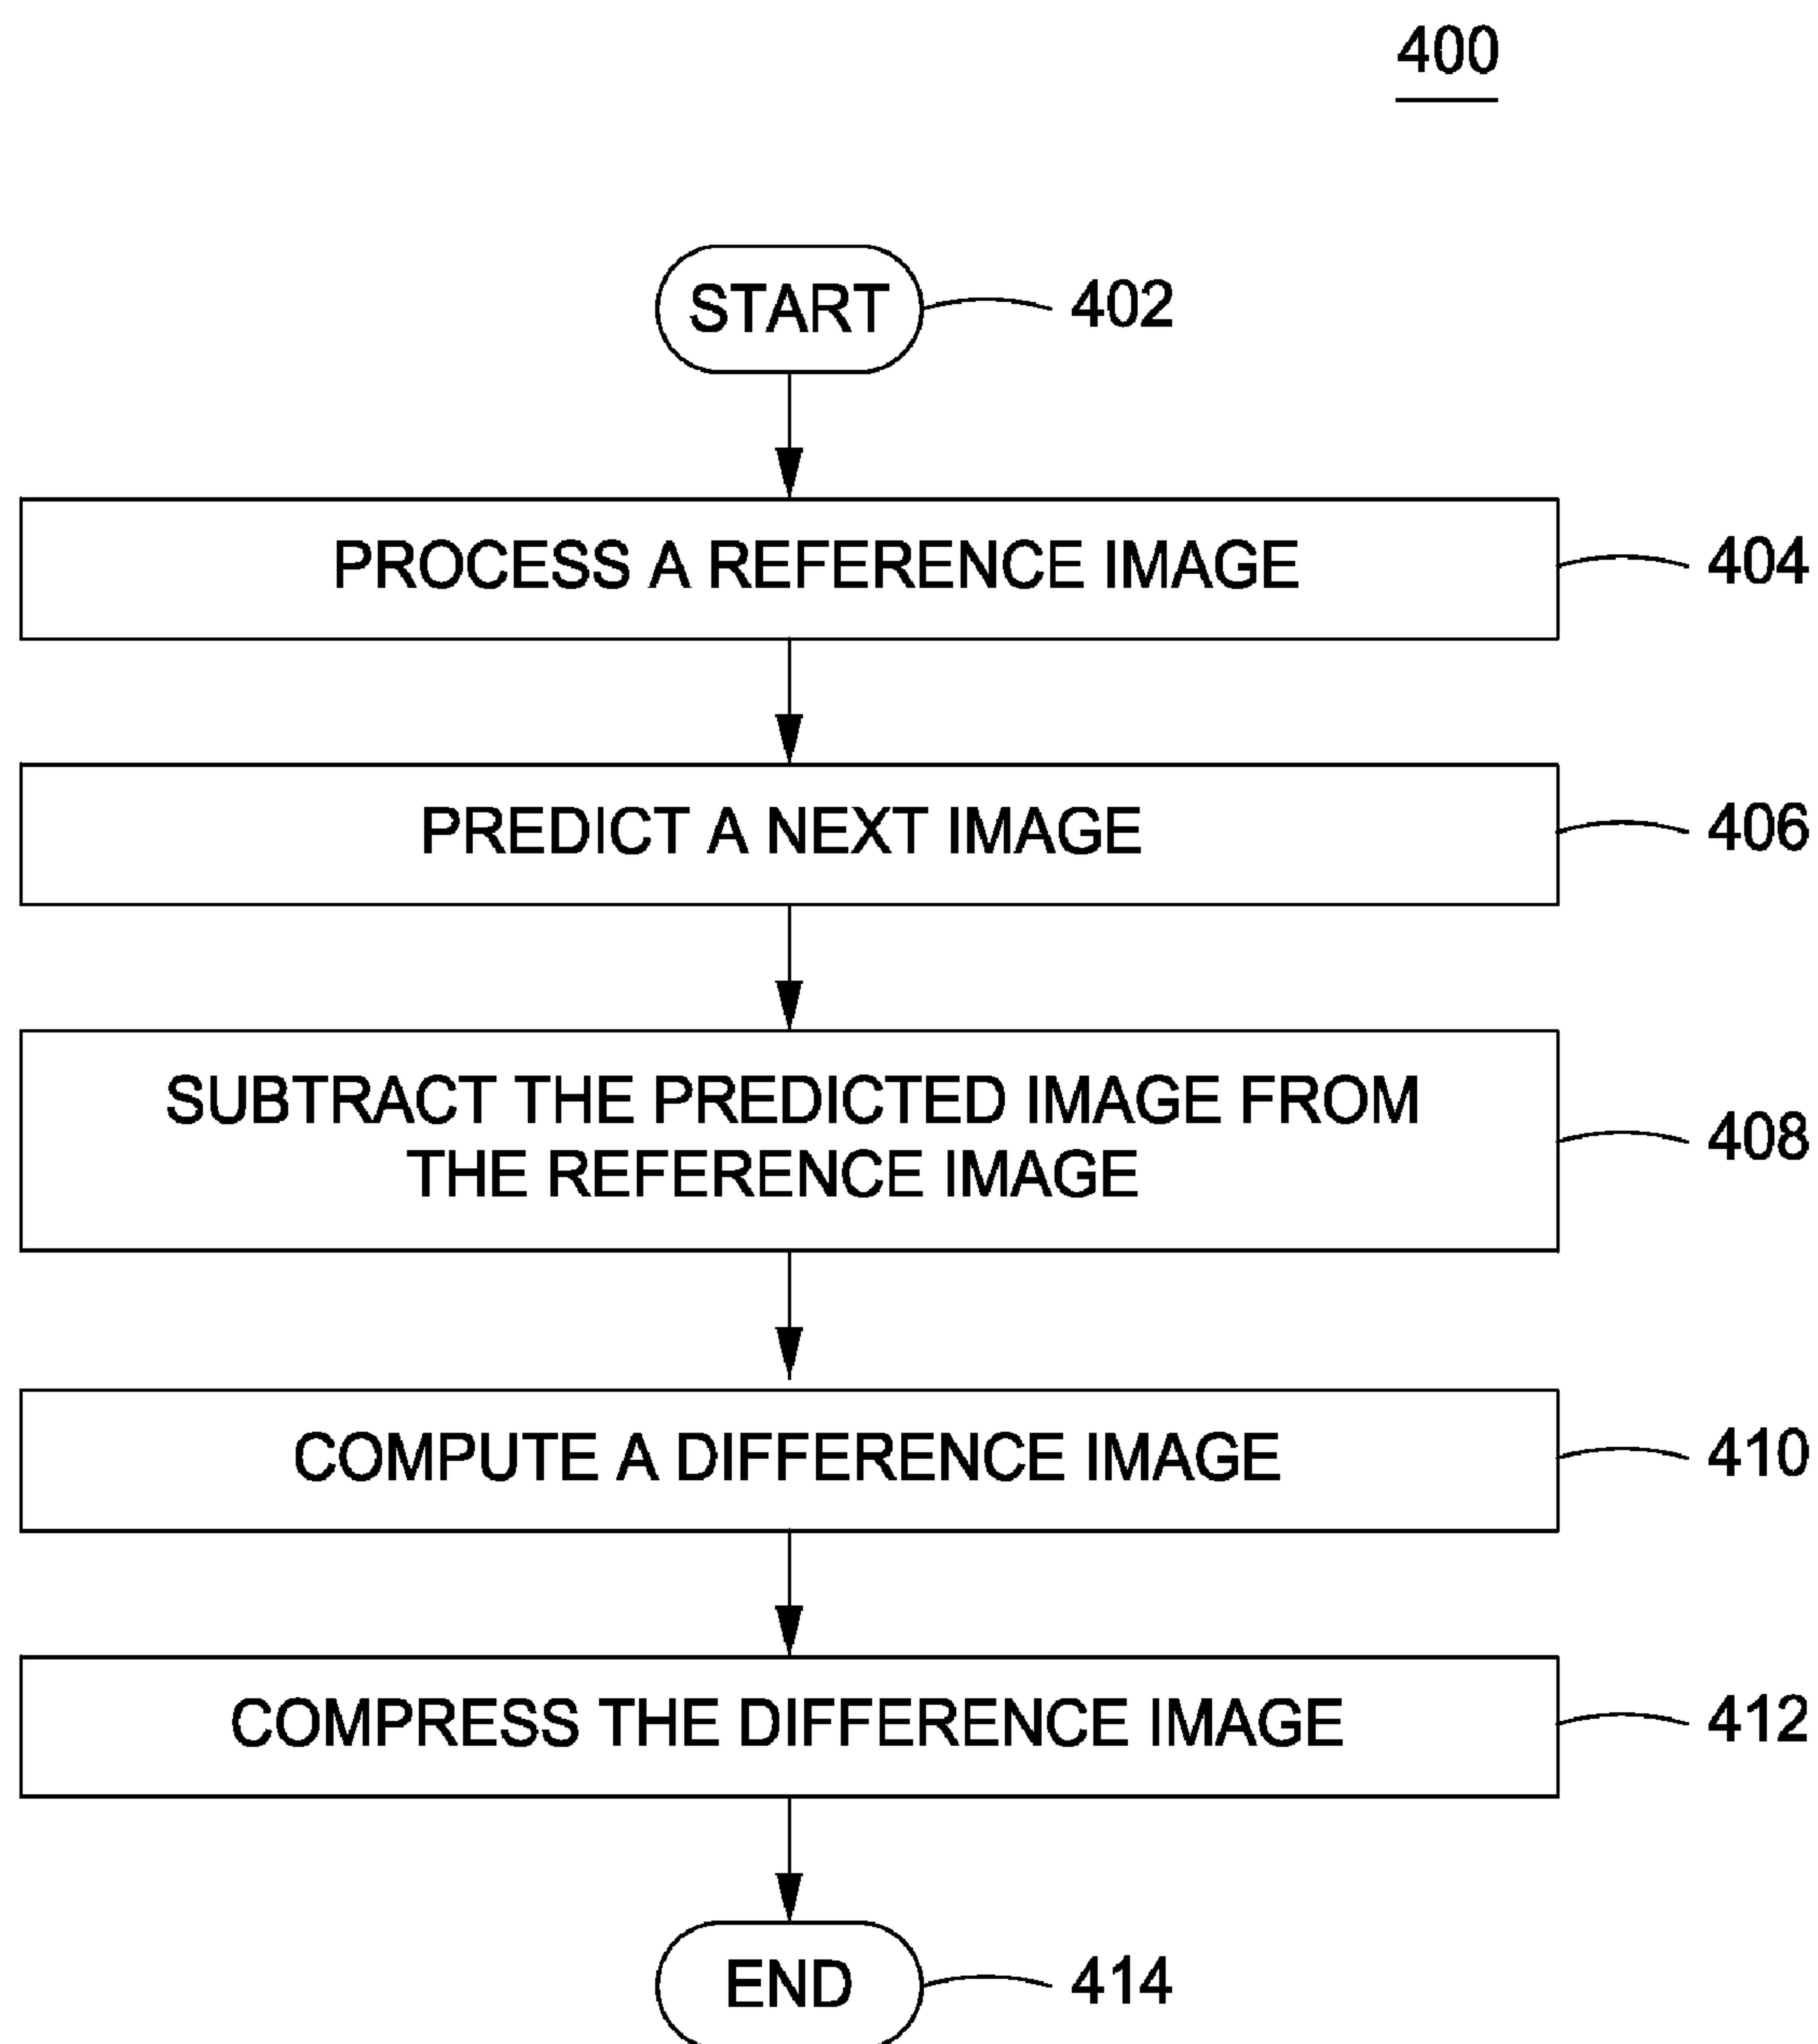 400
START
402
PROCESS A REFERENCE IMAGE
404
PREDICT A NEXT IMAGE
406
SUBTRACT THE PREDICTED IMAGE FROM
THE REFERENCE IMAGE
408
COMPUTE A DIFFERENCE IMAGE
410
COMPRESS THE DIFFERENCE IMAGE
412
END
414